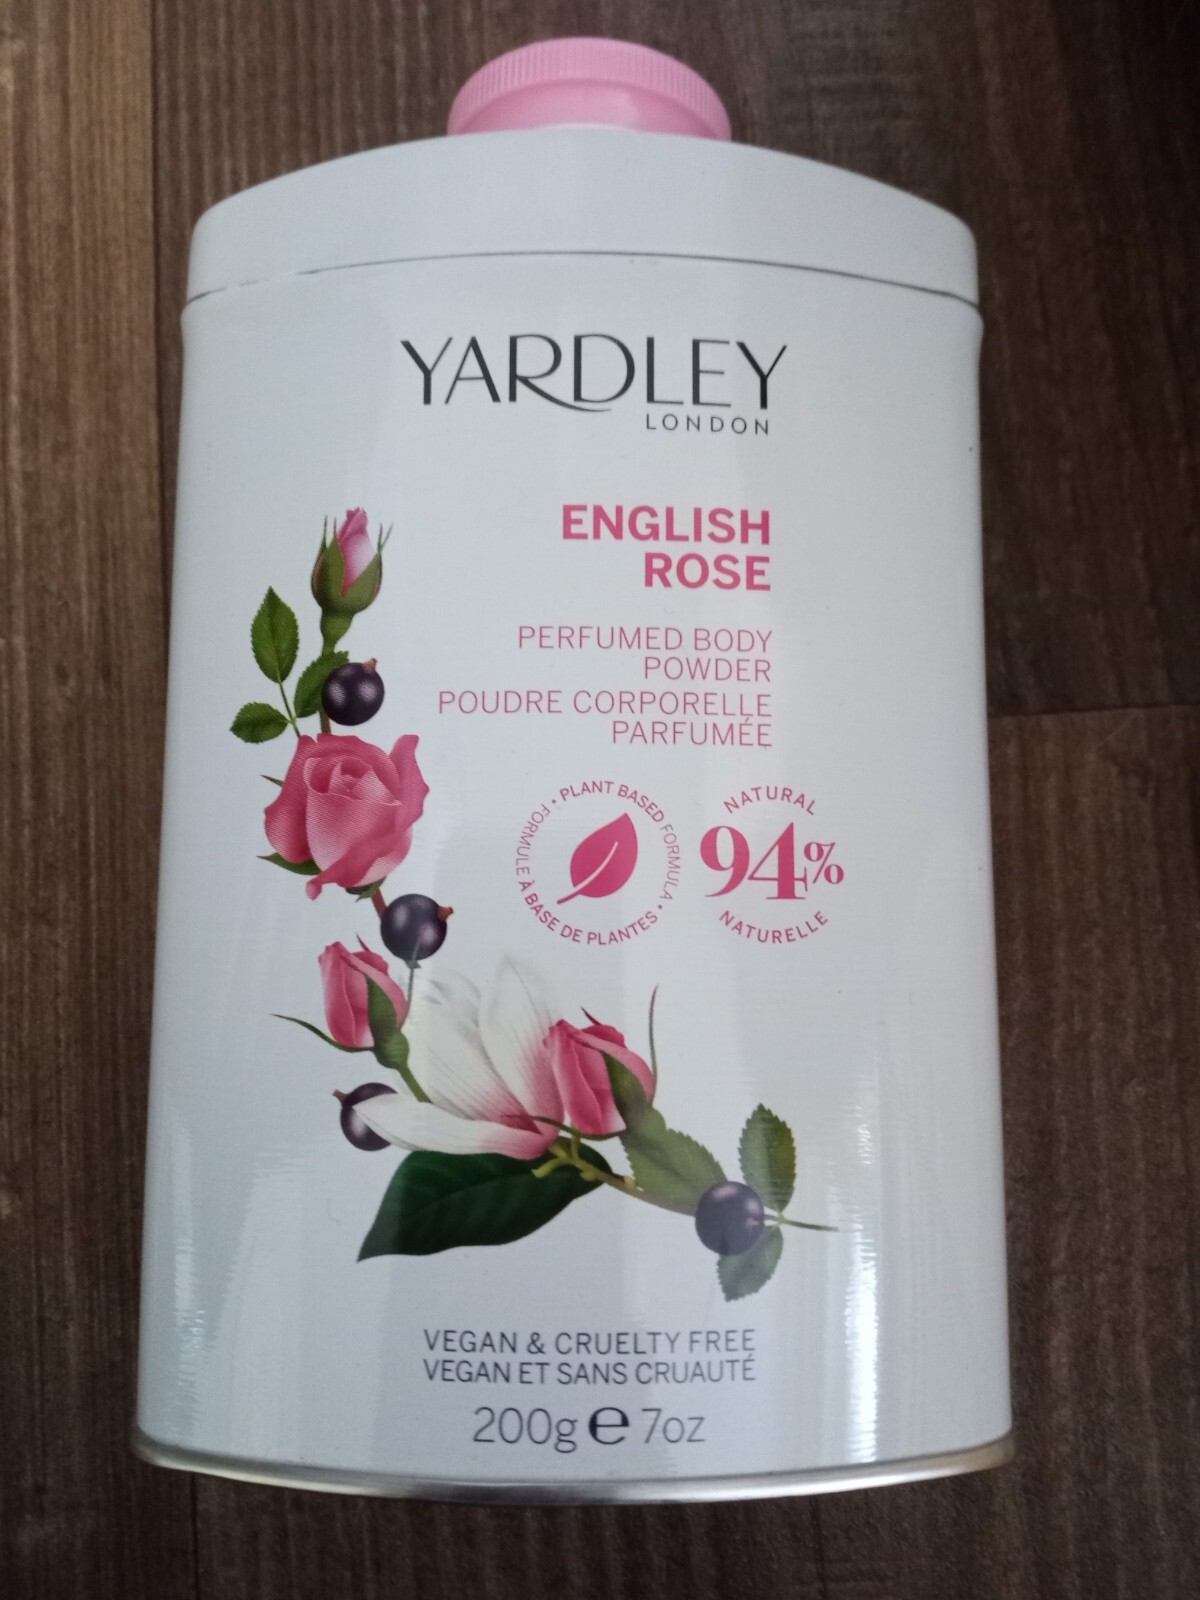 YARDLEY
LONDON
ENGLISH
ROSE
PERFUMED BODY
POWDER
POUDRE CORPORELLE
PARFUMÉE
PLANT BASED FORMULA • FORMULE À BASE DE PLANTES •
NATURAL
94%
NATURELLE
VEGAN & CRUELTY FREE
VEGAN ET SANS CRUAUTÉ
200g e 7oz